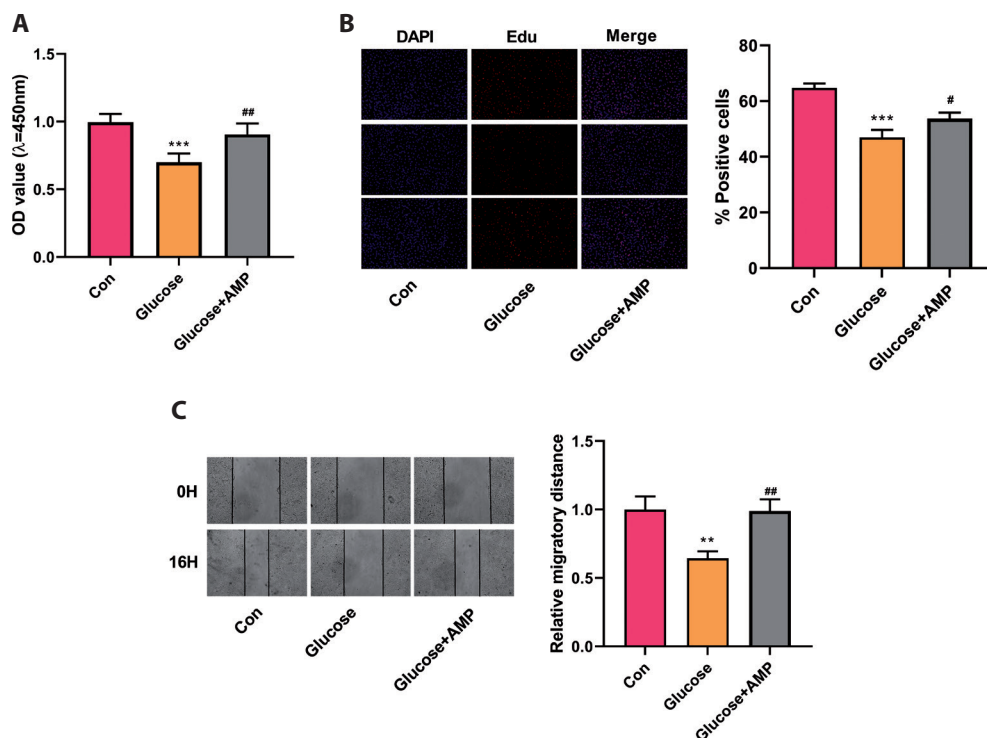 A
OD value (λ=450nm)
1.5
1.0
0.5
0.0
***
##
Con
Glucose
Glucose+AMP
B
DAPI
Edu
Merge
Con
Glucose
Glucose+AMP
% Positive cells
80
60
40
20
0
***
#
Con
Glucose
Glucose+AMP
C
0H
16H
Con
Glucose
Glucose+AMP
Relative migratory distance
1.5
1.0
0.5
0.0
**
##
Con
Glucose
Glucose+AMP